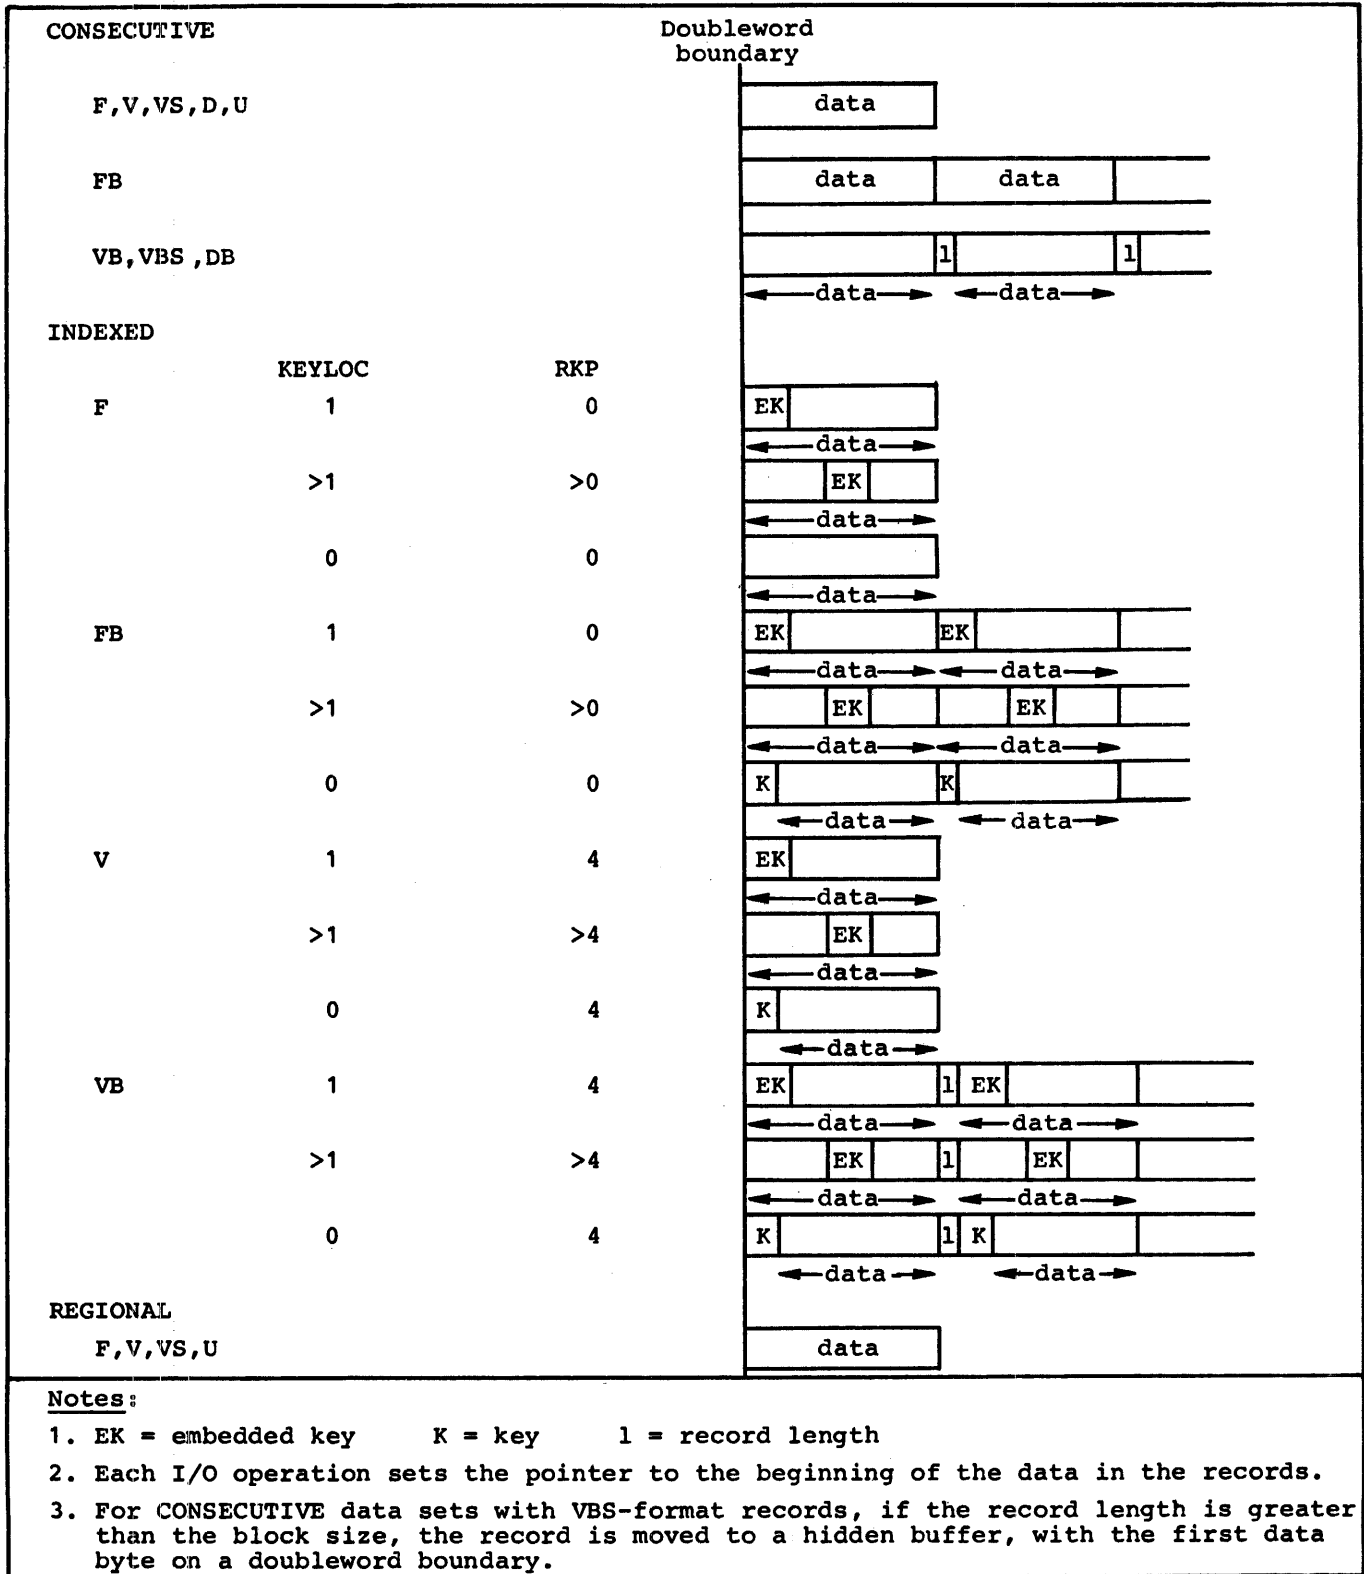 CONSECUTIVE
Doubleword
boundary
F,V,VS,D,U
data
FB
data data
VB,VBS ,DB
l l
data data
INDEXED
KEYLOC RKP
F 1 0 EK
data
>1 >0 EK
data
0 0
data
FB 1 0 EK EK
data data
>1 >0 EK EK
data data
0 0 K K
data data
V 1 4 EK
data
>1 >4 EK
data
0 4 K
data
VB 1 4 EK l EK
data data
>1 >4 EK l EK
data data
0 4 K l K
data data
REGIONAL
F,V,VS,U data
Notes:
1. EK = embedded key K = key l = record length
2. Each I/O operation sets the pointer to the beginning of the data in the records.
3. For CONSECUTIVE data sets with VBS-format records, if the record length is greater
than the block size, the record is moved to a hidden buffer, with the first data
byte on a doubleword boundary.